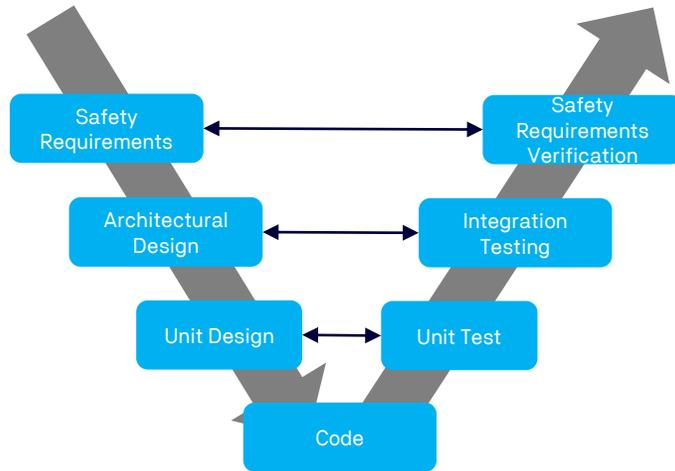 Safety
Requirements
Safety
Requirements
Verification
Architectural
Design
Integration
Testing
Unit Design
Unit Test
Code